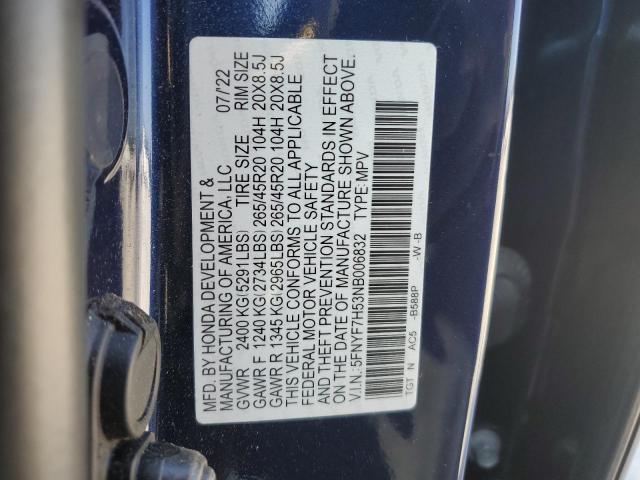 MFD. BY HONDA DEVELOPMENT &
MANUFACTURING OF AMERICA, LLC 07/'22
GVWR 2400 KG(5291LBS) TIRE SIZE RIM SIZE
GAWR F 1240 KG(2734LBS) 265/45R20 104H 20X8.5J
GAWR R 1345 KG(2965LBS) 265/45R20 104H 20X8.5J
THIS VEHICLE CONFORMS TO ALL APPLICABLE
FEDERAL MOTOR VEHICLE SAFETY
AND THEFT PREVENTION STANDARDS IN EFFECT
ON THE DATE OF MANUFACTURE SHOWN ABOVE.
V.I.N.: 5FNYF7H53NB006832 TYPE: MPV
TGT N AC5 -B588P -W -B